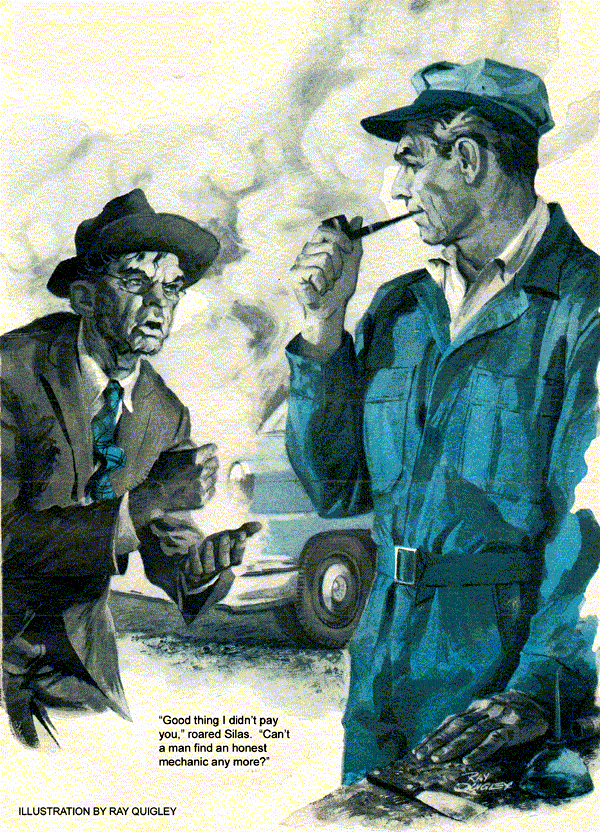 "Good thing I didn't pay
you," roared Silas.  "Can't
a man find an honest
mechanic any more?"
RAY
QUIGLEY
ILLUSTRATION BY RAY QUIGLEY